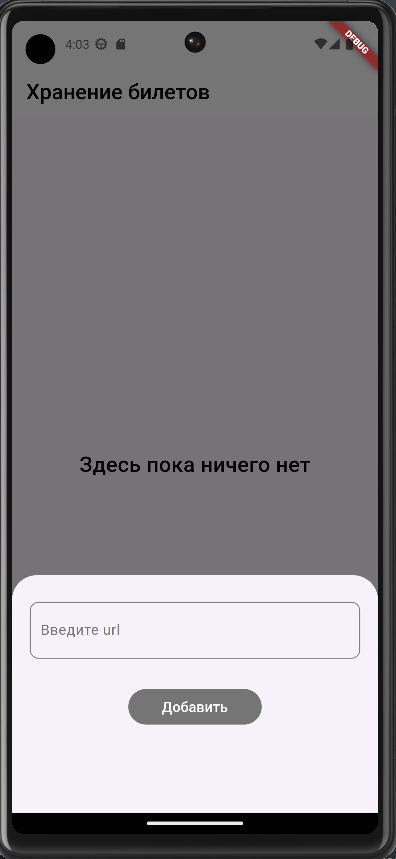 4:03
DEBUG
Хранение билетов
Здесь пока ничего нет
Введите url
Добавить